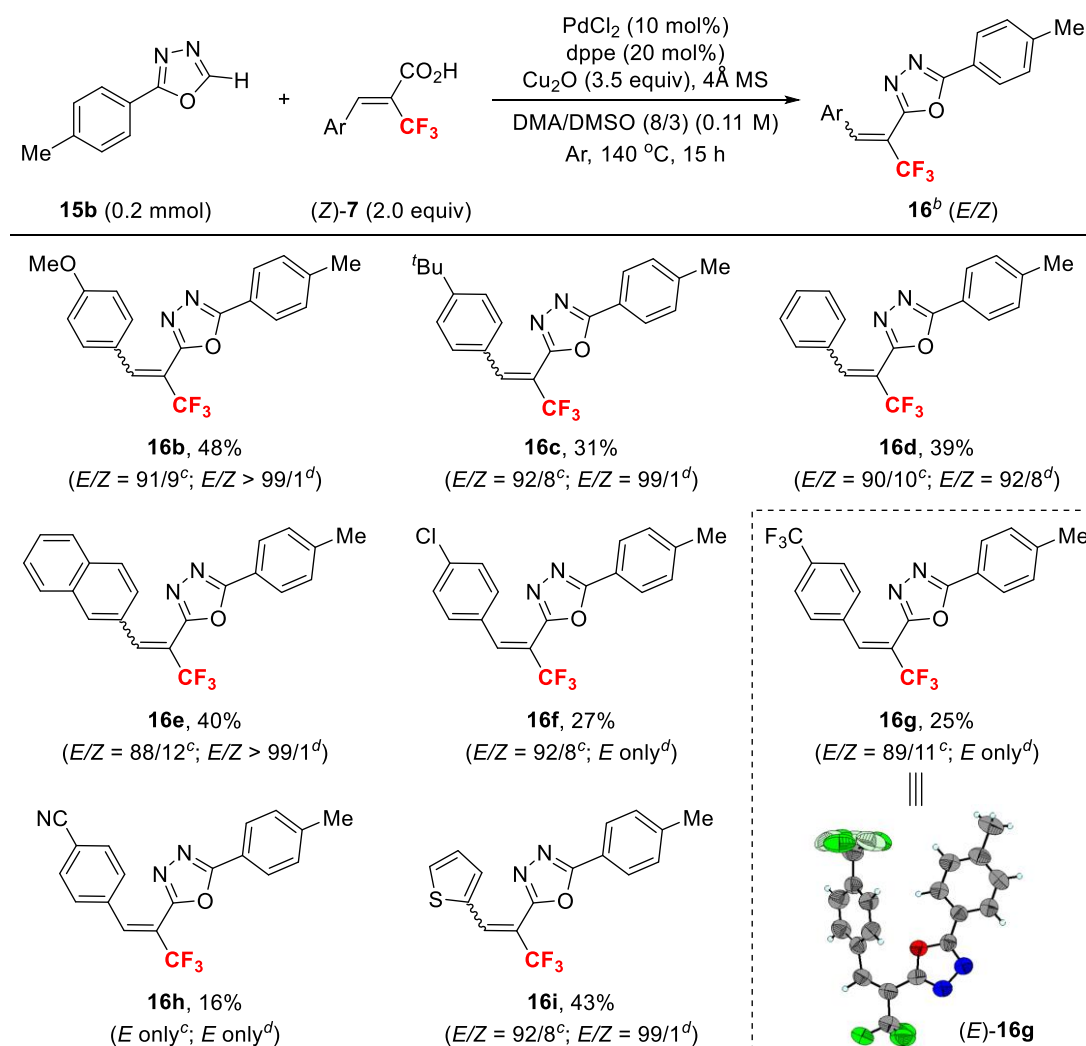 PdCl2 (10 mol%)
dppe (20 mol%)
Cu2O (3.5 equiv), 4Å MS
DMA/DMSO (8/3) (0.11 M)
Ar, 140 °C, 15 h
N N O H Me
+
Ar CO2H CF3
Ar N N O Me CF3
15b (0.2 mmol)
(Z)-7 (2.0 equiv)
16b (E/Z)
MeO N N O Me CF3
tBu N N O Me CF3
N N O Me CF3
16b, 48%
16c, 31%
16d, 39%
(E/Z = 91/9c; E/Z > 99/1d)
(E/Z = 92/8c; E/Z = 99/1d)
(E/Z = 90/10c; E/Z = 92/8d)
N N O Me CF3
Cl N N O Me CF3
F3C N N O Me CF3
16e, 40%
16f, 27%
16g, 25%
(E/Z = 88/12c; E/Z > 99/1d)
(E/Z = 92/8c; E onlyd)
(E/Z = 89/11c; E onlyd)
NC N N O Me CF3
S N N O Me CF3
16h, 16%
16i, 43%
(E onlyc; E onlyd)
(E/Z = 92/8c; E/Z = 99/1d)
(E)-16g